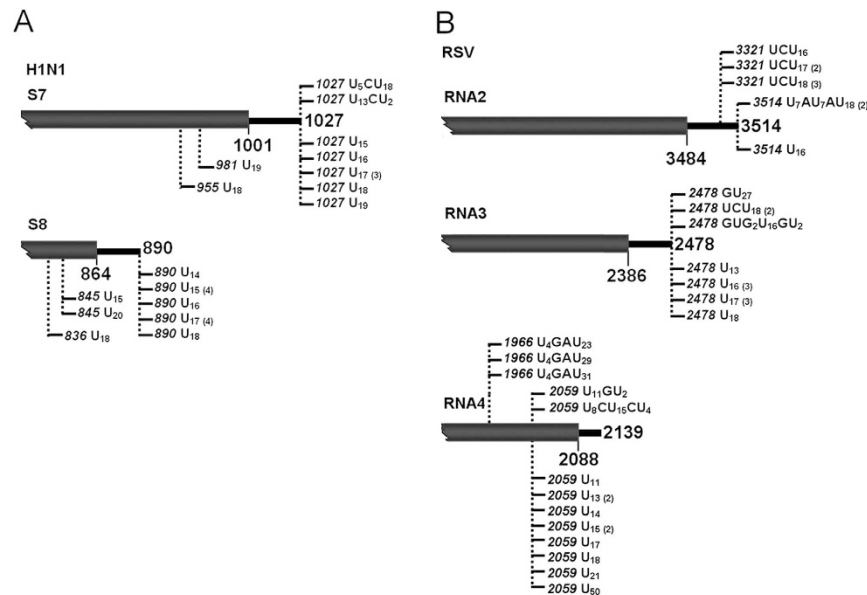 A
H1N1
S7
1027 U₅CU₁₈
1027 U₁₃CU₂
1027
1001
1027 U₁₅
1027 U₁₆
1027 U₁₇ (3)
1027 U₁₈
1027 U₁₉
981 U₁₉
955 U₁₈
S8
890
864
890 U₁₄
890 U₁₅ (4)
890 U₁₆
890 U₁₇ (4)
890 U₁₈
845 U₁₅
845 U₂₀
836 U₁₈
B
RSV
RNA2
3321 UCU₁₆
3321 UCU₁₇ (2)
3321 UCU₁₈ (3)
3514 U₇AU₇AU₁₈ (2)
3514
3484
3514 U₁₆
RNA3
2478 GU₂₇
2478 UCU₁₈ (2)
2478 GUG₂U₁₆GU₂
2478
2386
2478 U₁₃
2478 U₁₆ (3)
2478 U₁₇ (3)
2478 U₁₈
1966 U₄GAU₂₃
1966 U₄GAU₂₉
1966 U₄GAU₃₁
RNA4
2059 U₁₁GU₂
2059 U₈CU₁₅CU₄
2139
2088
2059 U₁₁
2059 U₁₃ (2)
2059 U₁₄
2059 U₁₅ (2)
2059 U₁₇
2059 U₁₈
2059 U₂₁
2059 U₅₀